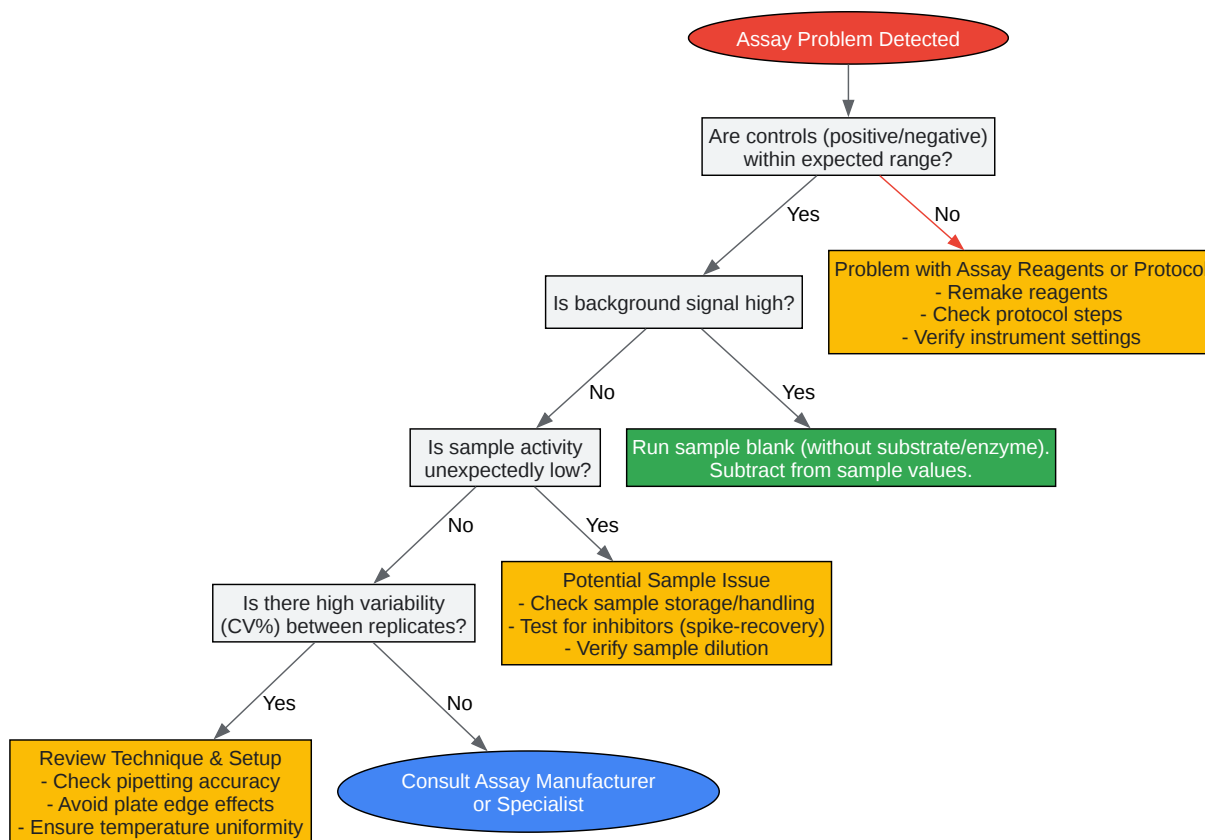 Assay Problem Detected
Are controls (positive/negative)
within expected range?
Yes
No
Problem with Assay Reagents or Protocol
- Remake reagents
- Check protocol steps
- Verify instrument settings
Is background signal high?
No
Yes
Is sample activity
unexpectedly low?
Run sample blank (without substrate/enzyme).
Subtract from sample values.
No
Yes
Potential Sample Issue
- Check sample storage/handling
- Test for inhibitors (spike-recovery)
- Verify sample dilution
Is there high variability
(CV%) between replicates?
Yes
No
Review Technique & Setup
- Check pipetting accuracy
- Avoid plate edge effects
- Ensure temperature uniformity
Consult Assay Manufacturer
or Specialist